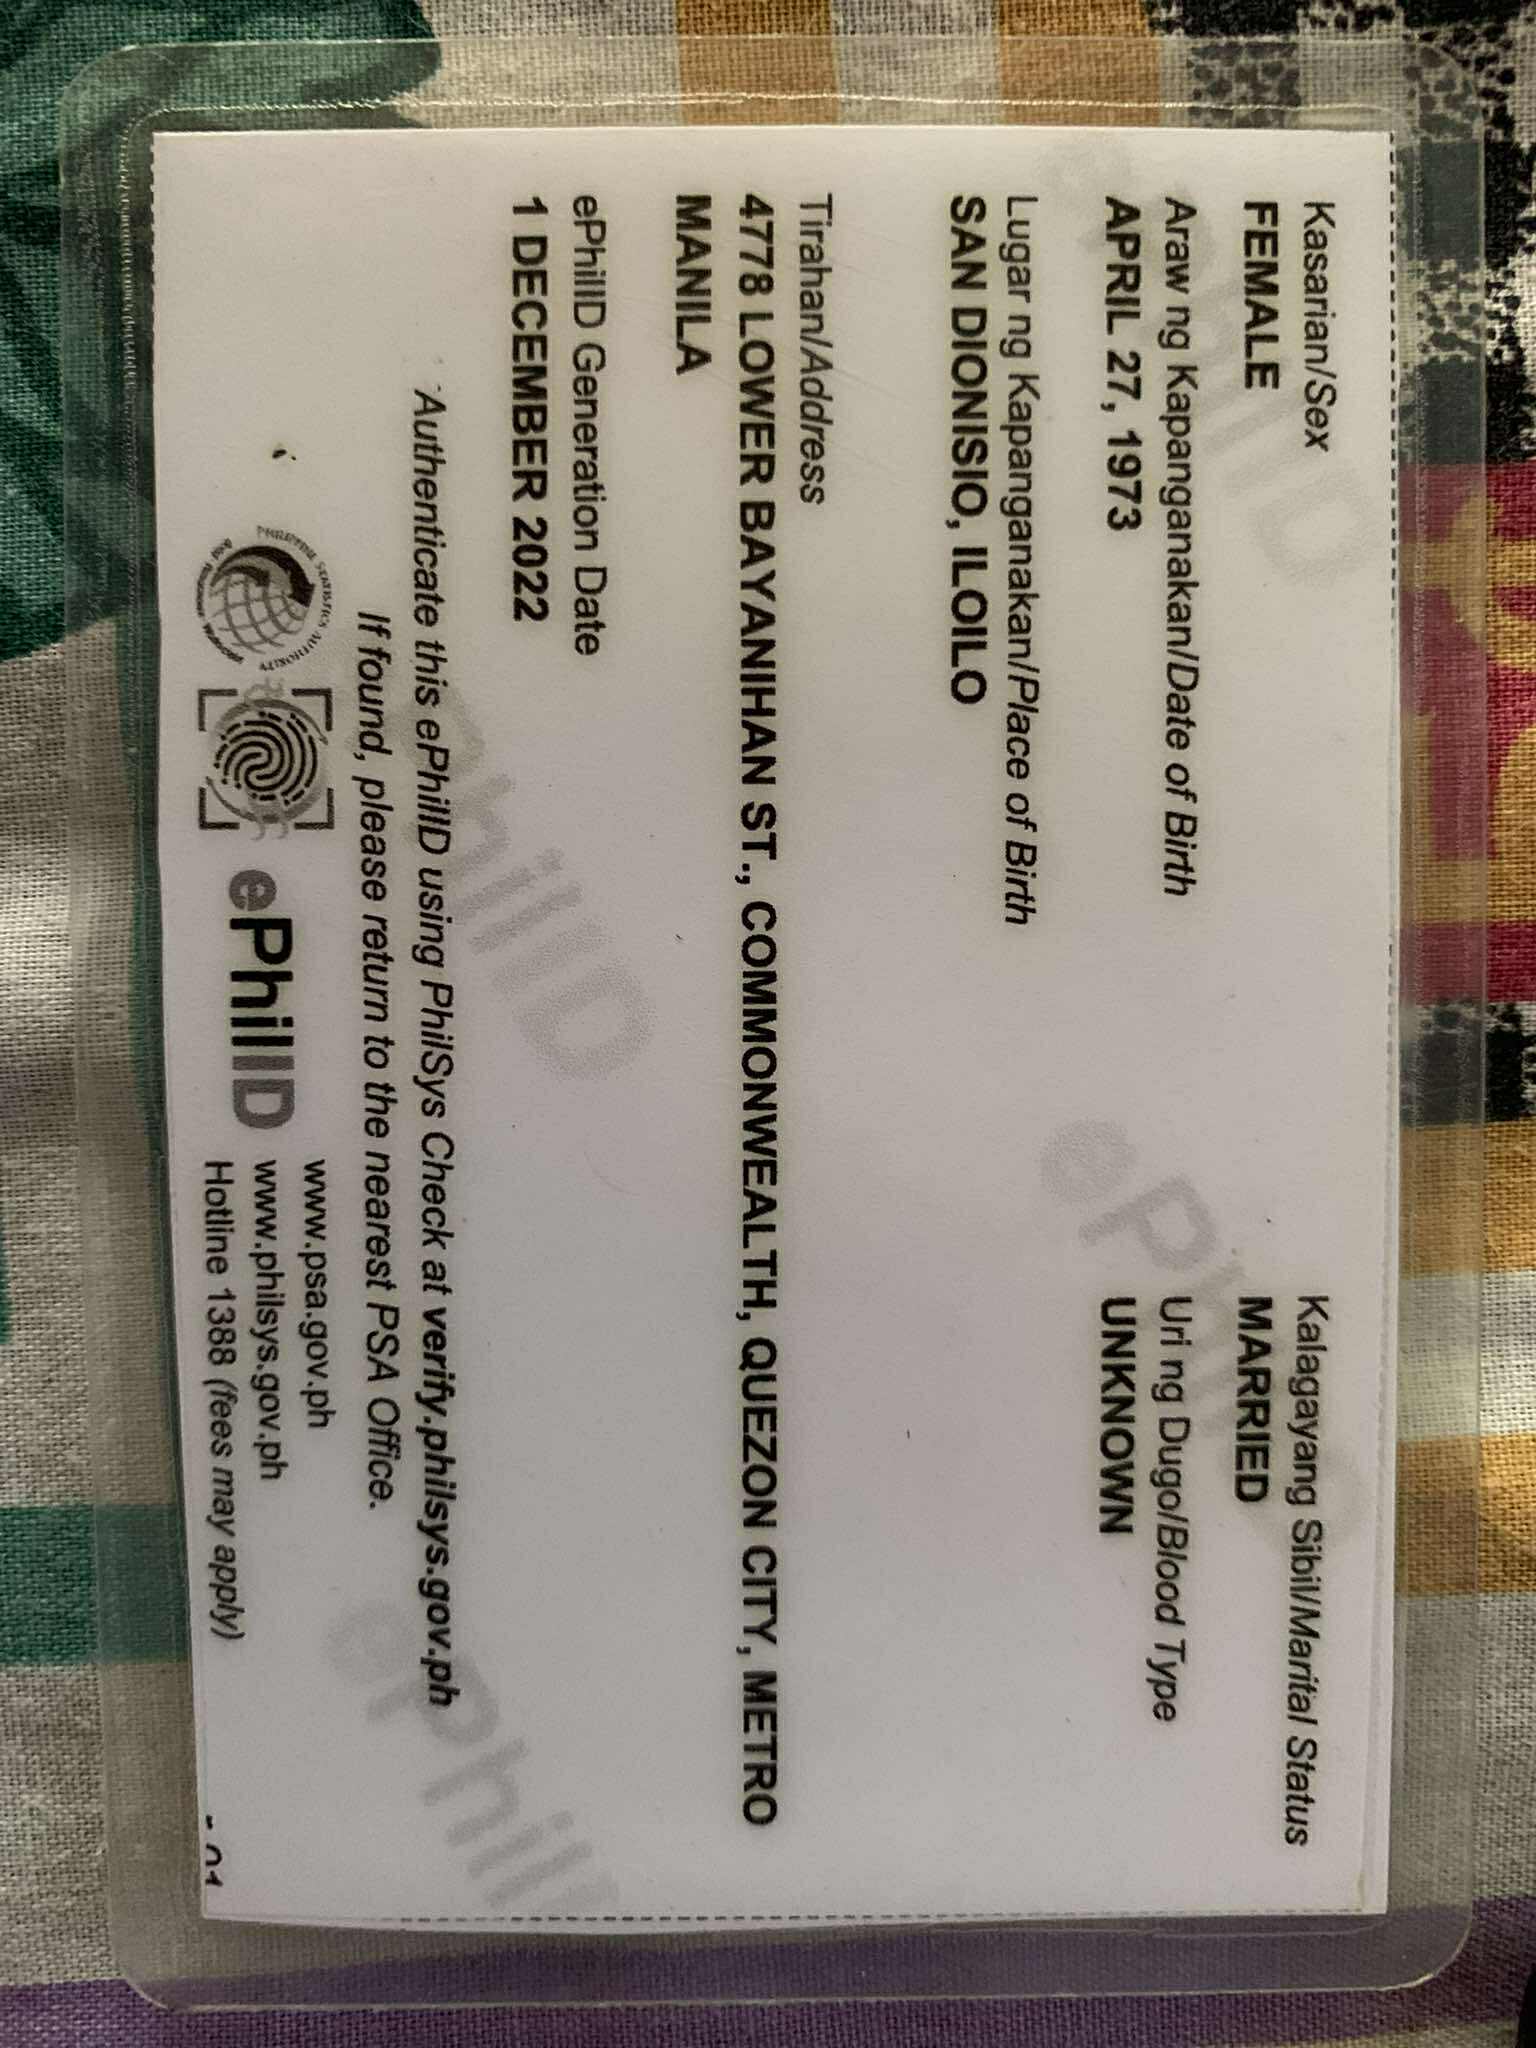 Kasarian/Sex
FEMALE
Kalagayang Sibil/Marital Status
MARRIED
Araw ng Kapanganakan/Date of Birth
APRIL 27, 1973
Uri ng Dugo/Blood Type
UNKNOWN
Lugar ng Kapanganakan/Place of Birth
SAN DIONISIO, ILOILO
Tirahan/Address
4778 LOWER BAYANIHAN ST., COMMONWEALTH, QUEZON CITY, METRO
MANILA
ePhilID Generation Date
1 DECEMBER 2022
Authenticate this ePhilID using PhilSys Check at verify.philsys.gov.ph
If found, please return to the nearest PSA Office.
PHILIPPINE STATISTICS AUTHORITY
ePhilID
www.psa.gov.ph
www.philsys.gov.ph
Hotline 1388 (fees may apply)
ePhilID
ePhilID
ePhilID
ePhilID